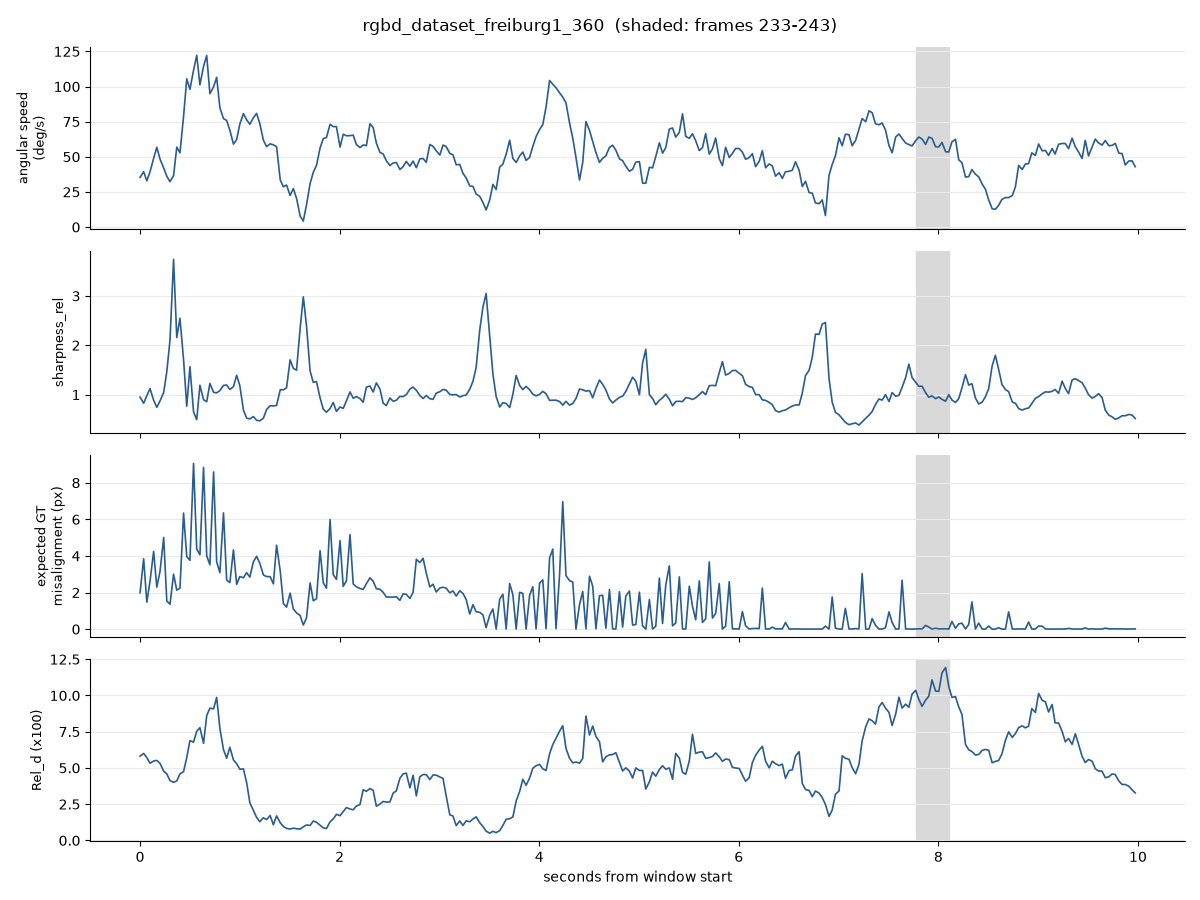 rgbd_dataset_freiburg1_360  (shaded: frames 233-243)
angular speed
(deg/s)
125
100
75
50
25
0
sharpness_rel
3
2
1
expected GT
misalignment (px)
8
6
4
2
0
Rel_d (x100)
12.5
10.0
7.5
5.0
2.5
0.0
0 2 4 6 8 10
seconds from window start